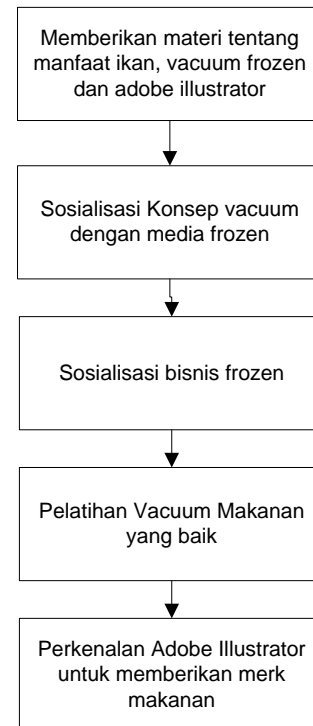 Memberikan materi tentang
manfaat ikan, vacuum frozen
dan adobe illustrator
Sosialisasi Konsep vacuum
dengan media frozen
Sosialisasi bisnis frozen
Pelatihan Vacuum Makanan
yang baik
Perkenalan Adobe Illustrator
untuk memberikan merk
makanan